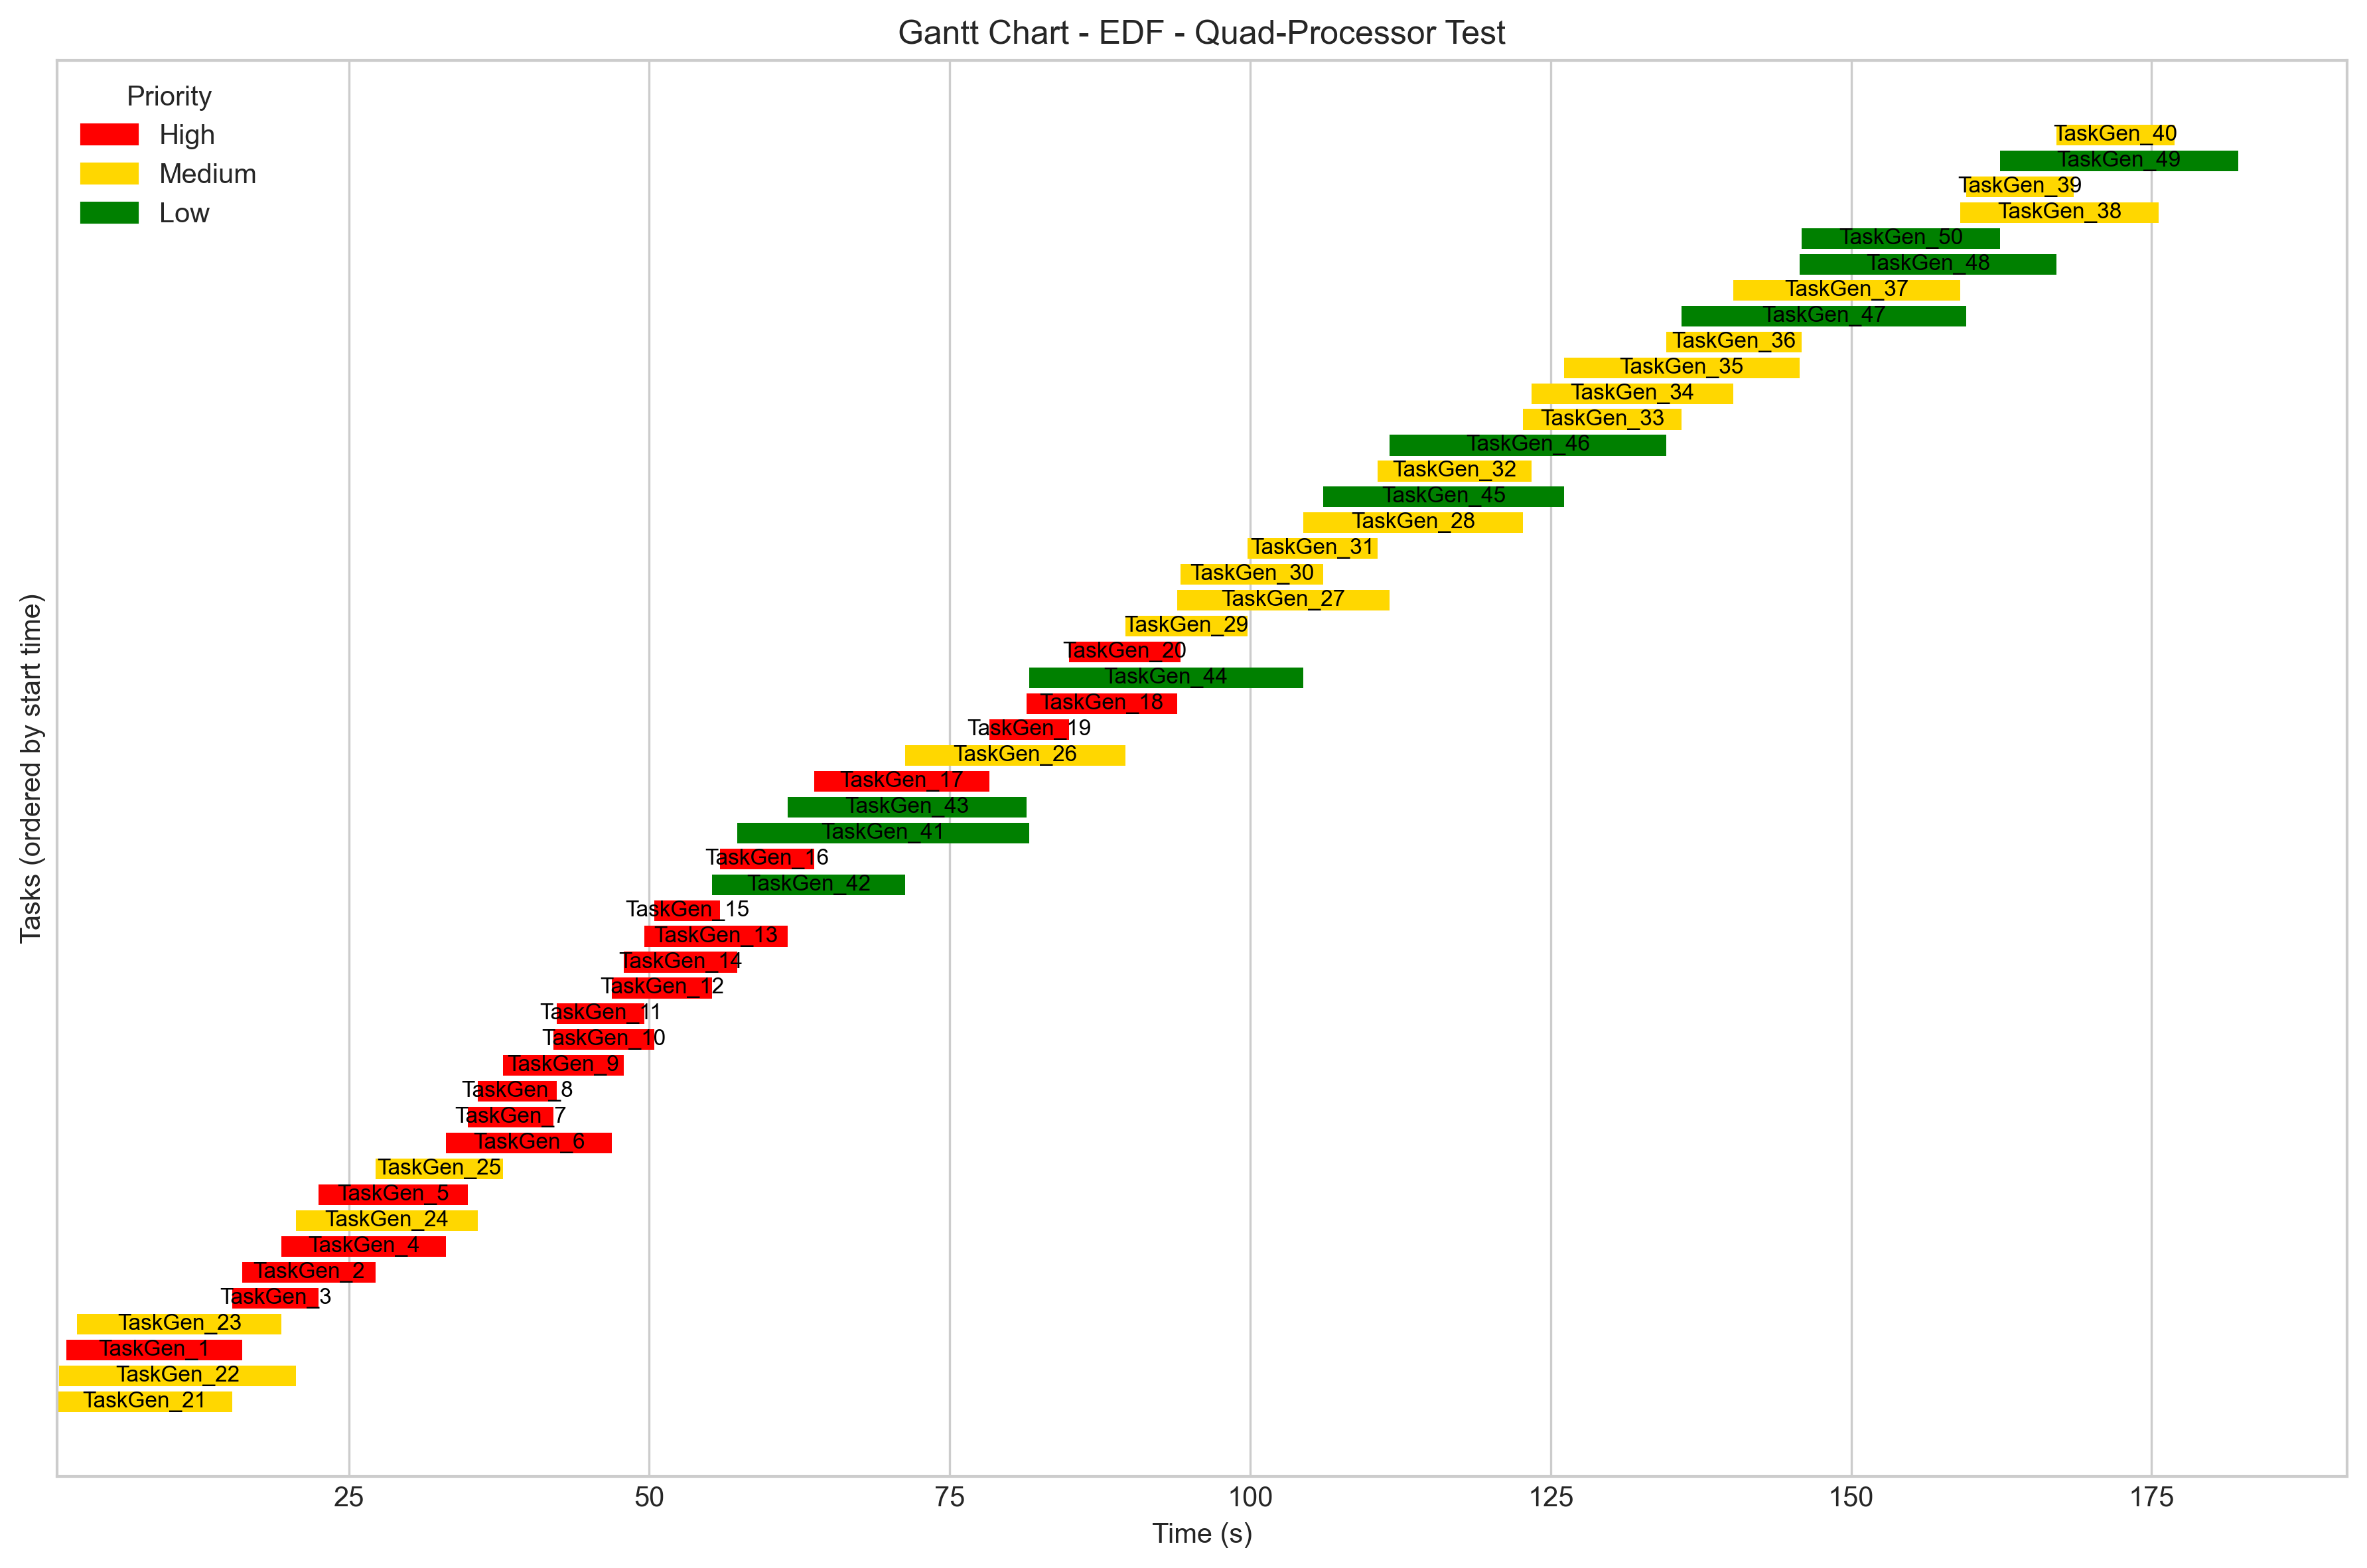 Gantt Chart - EDF - Quad-Processor Test
Priority
High
Medium
Low
TaskGen_40
TaskGen_49
TaskGen_39
TaskGen_38
TaskGen_50
TaskGen_48
TaskGen_37
TaskGen_47
TaskGen_36
TaskGen_35
TaskGen_34
TaskGen_33
TaskGen_46
TaskGen_32
TaskGen_45
TaskGen_28
TaskGen_31
TaskGen_30
TaskGen_27
TaskGen_29
TaskGen_20
TaskGen_44
TaskGen_18
TaskGen_19
TaskGen_26
TaskGen_17
TaskGen_43
TaskGen_41
TaskGen_16
TaskGen_42
TaskGen_15
TaskGen_13
TaskGen_14
TaskGen_12
TaskGen_11
TaskGen_10
TaskGen_9
TaskGen_8
TaskGen_7
TaskGen_6
TaskGen_25
TaskGen_5
TaskGen_24
TaskGen_4
TaskGen_2
TaskGen_3
TaskGen_23
TaskGen_1
TaskGen_22
TaskGen_21
Tasks (ordered by start time)
25 50 75 100 125 150 175
Time (s)